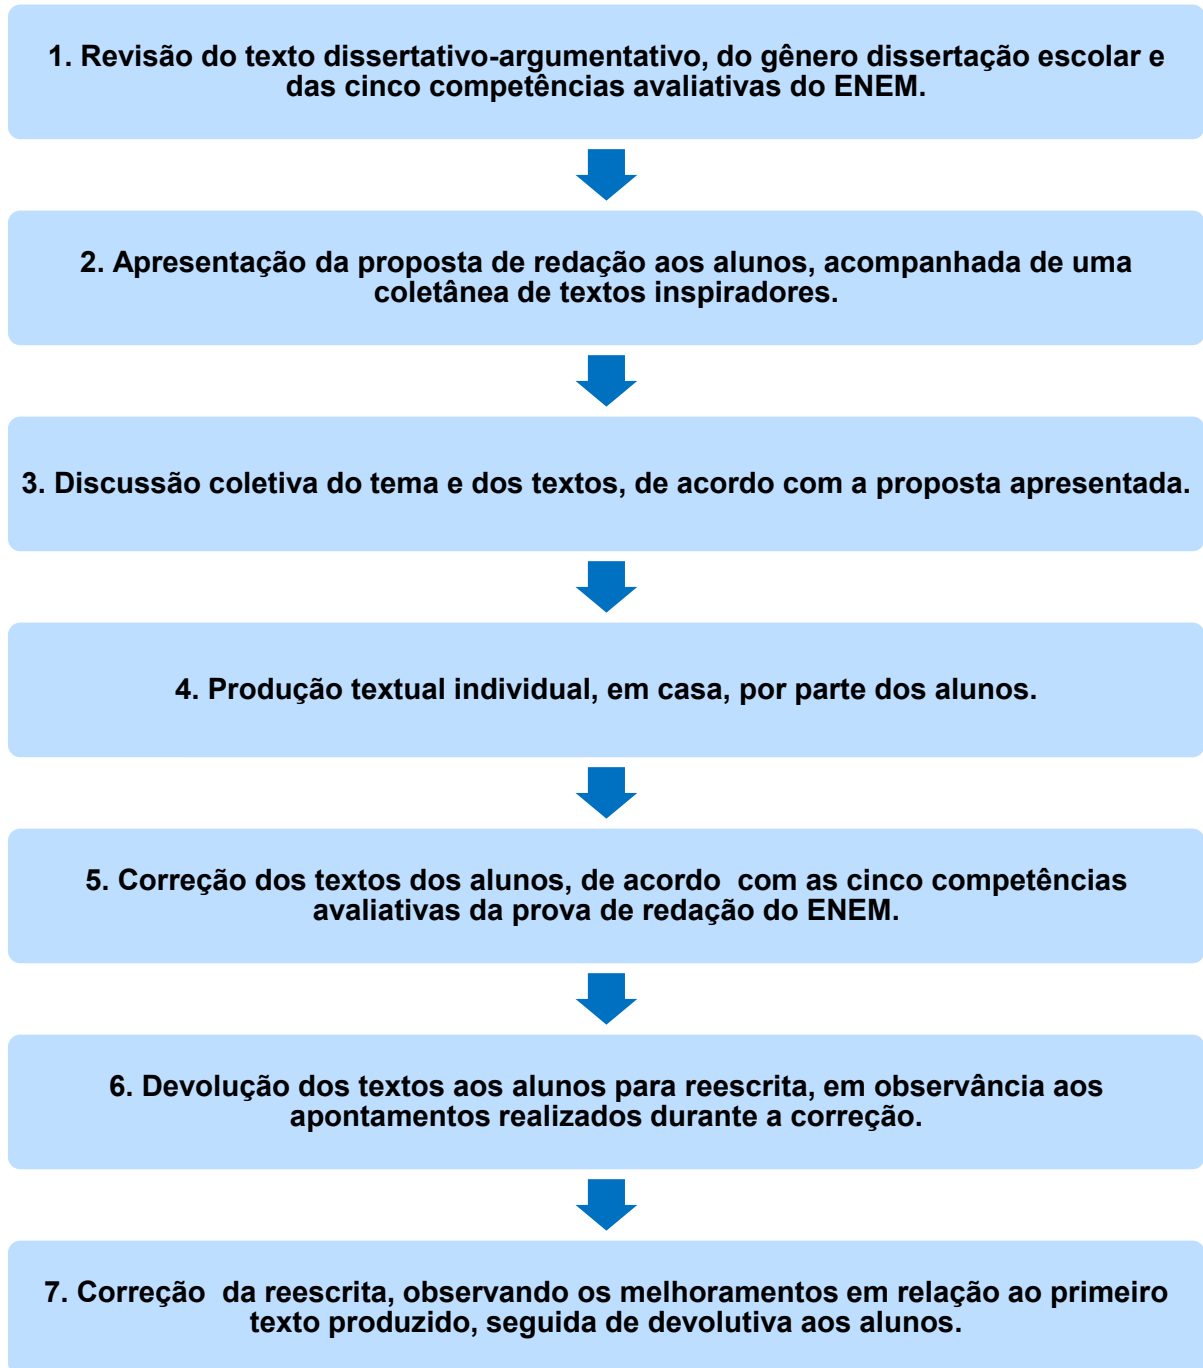 1. Revisão do texto dissertativo-argumentativo, do gênero dissertação escolar e
das cinco competências avaliativas do ENEM.
2. Apresentação da proposta de redação aos alunos, acompanhada de uma
coletânea de textos inspiradores.
3. Discussão coletiva do tema e dos textos, de acordo com a proposta apresentada.
4. Produção textual individual, em casa, por parte dos alunos.
5. Correção dos textos dos alunos, de acordo  com as cinco competências
avaliativas da prova de redação do ENEM.
6. Devolução dos textos aos alunos para reescrita, em observância aos
apontamentos realizados durante a correção.
7. Correção  da reescrita, observando os melhoramentos em relação ao primeiro
texto produzido, seguida de devolutiva aos alunos.